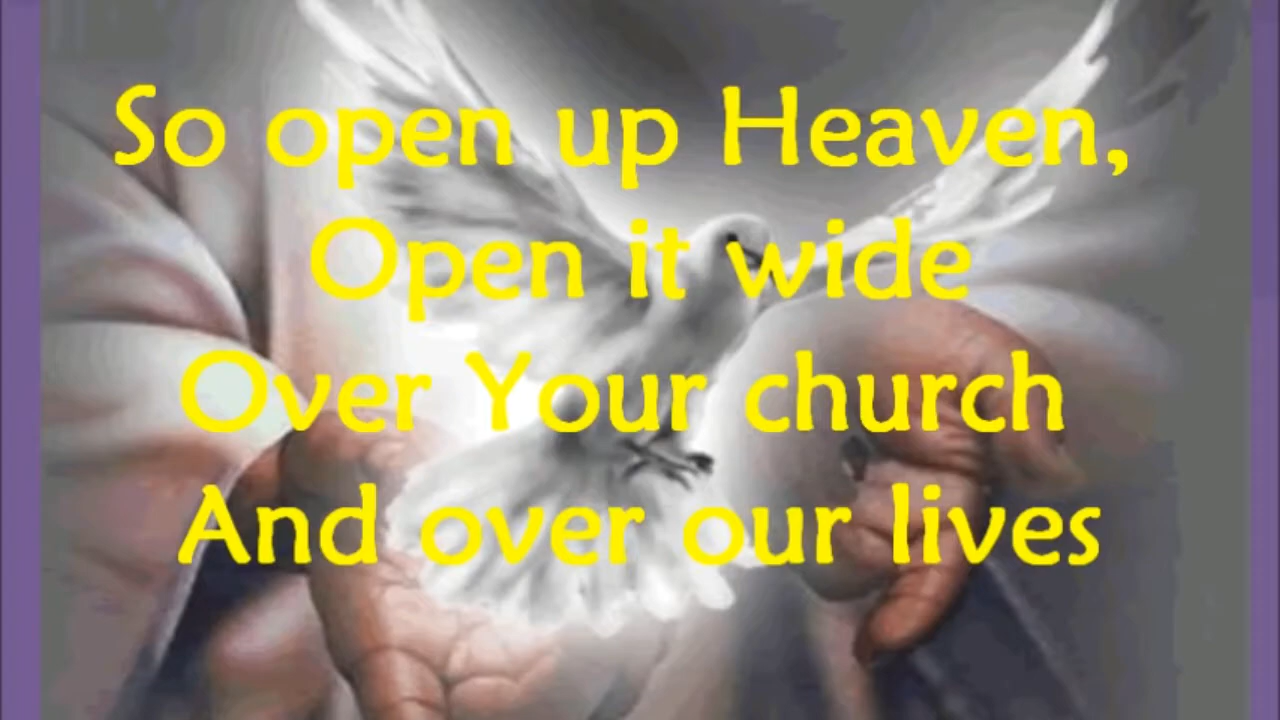 So open up Heaven,
Open it wide
Over Your church
And over our lives